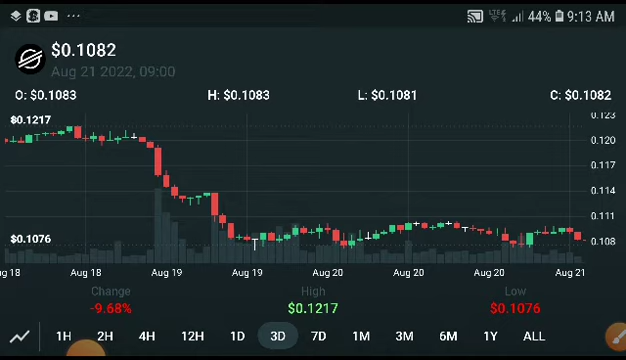 44% 9:13 AM
$0.1082
Aug 21 2022, 09:00
O: $0.1083 H: $0.1083 L: $0.1081 C: $0.1082
$0.1217
0.123
0.120
0.117
0.114
0.111
$0.1076
0.108
ug 18 Aug 18 Aug 19 Aug 19 Aug 20 Aug 20 Aug 20 Aug 21
Change High Low
-9.68% $0.1217 $0.1076
1H 2H 4H 12H 1D 3D 7D 1M 3M 6M 1Y ALL